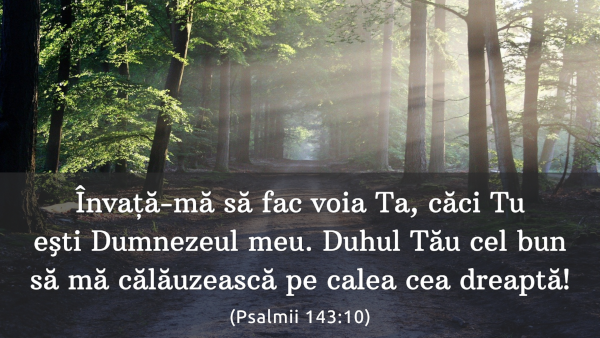 Învață-mă să fac voia Ta, căci Tu
eşti Dumnezeul meu. Duhul Tău cel bun
să mă călăuzească pe calea cea dreaptă!
(Psalmii 143:10)